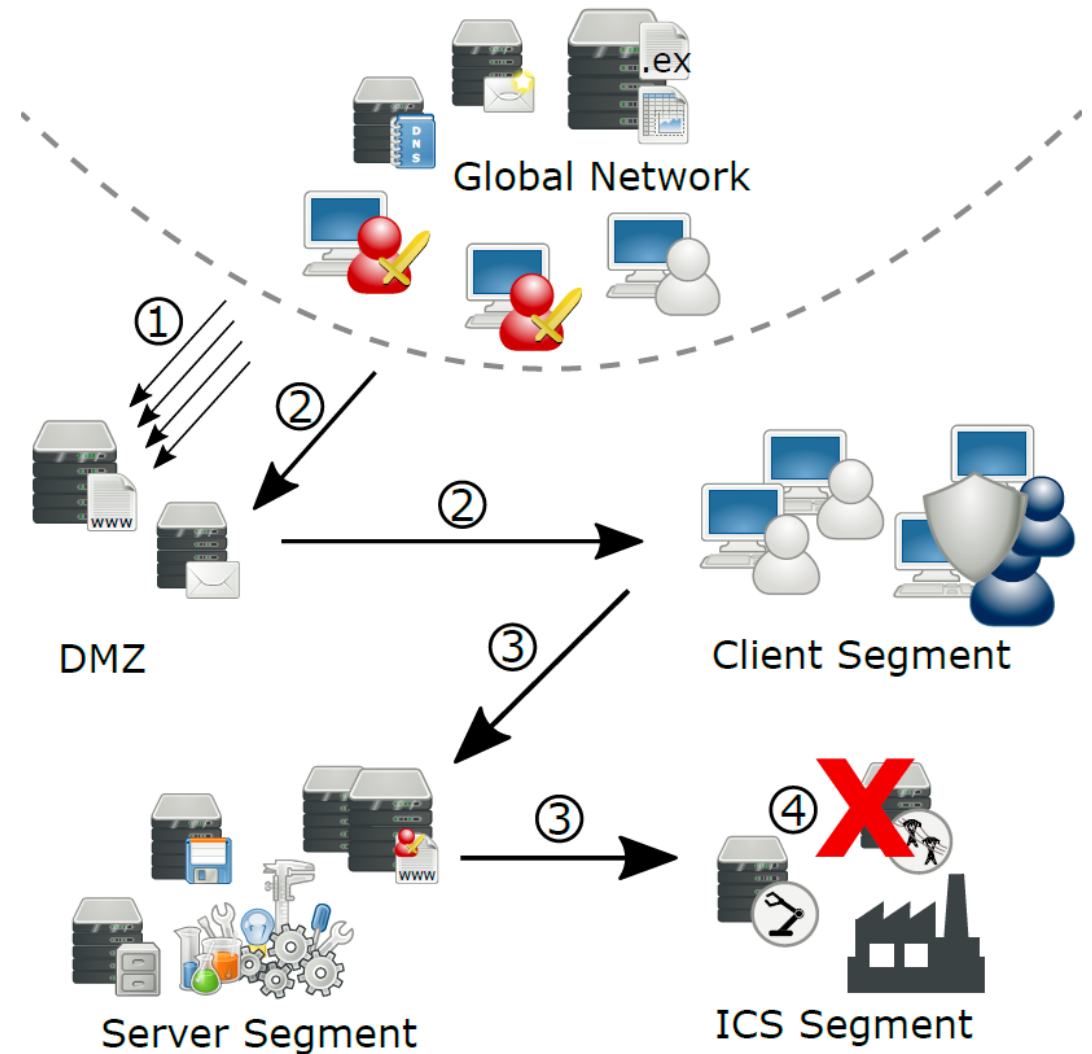 .ex
DNS
Global Network
①
②
www
②
DMZ
Client Segment
③
③
④
www
Server Segment
ICS Segment
X